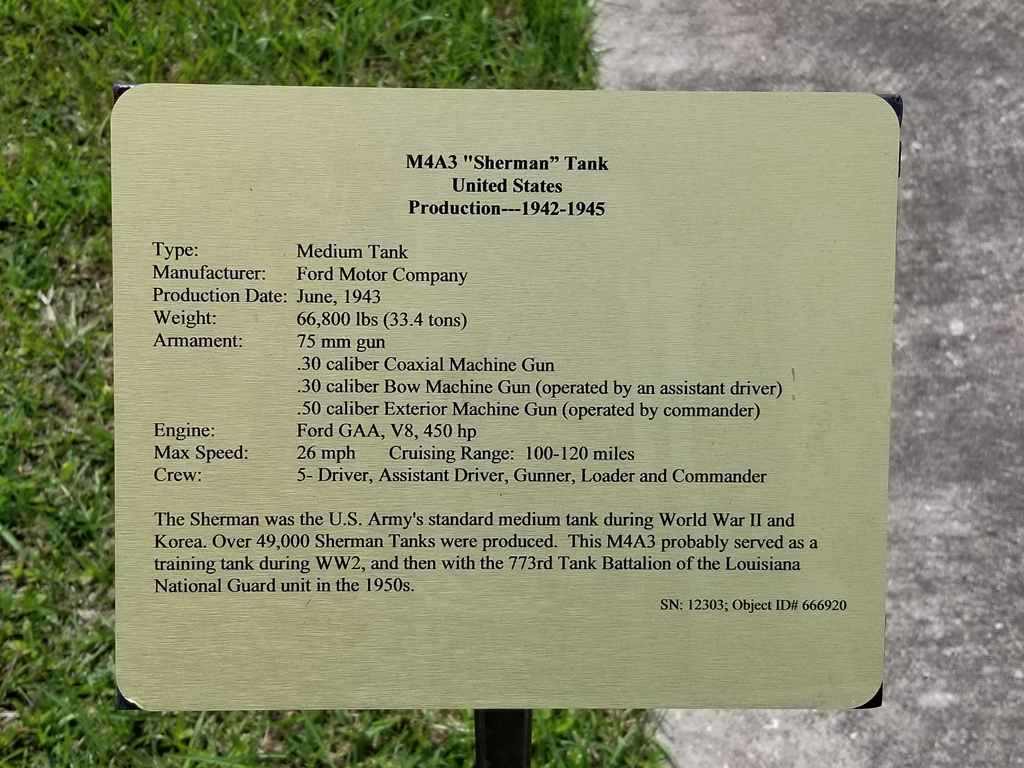 M4A3 "Sherman” Tank
United States
Production---1942-1945
Type: Medium Tank
Manufacturer: Ford Motor Company
Production Date: June, 1943
Weight: 66,800 lbs (33.4 tons)
Armament: 75 mm gun
.30 caliber Coaxial Machine Gun
.30 caliber Bow Machine Gun (operated by an assistant driver)
.50 caliber Exterior Machine Gun (operated by commander)
Engine: Ford GAA, V8, 450 hp
Max Speed: 26 mph Cruising Range: 100-120 miles
Crew: 5- Driver, Assistant Driver, Gunner, Loader and Commander
The Sherman was the U.S. Army's standard medium tank during World War II and
Korea. Over 49,000 Sherman Tanks were produced. This M4A3 probably served as a
training tank during WW2, and then with the 773rd Tank Battalion of the Louisiana
National Guard unit in the 1950s.
SN: 12303; Object ID# 666920